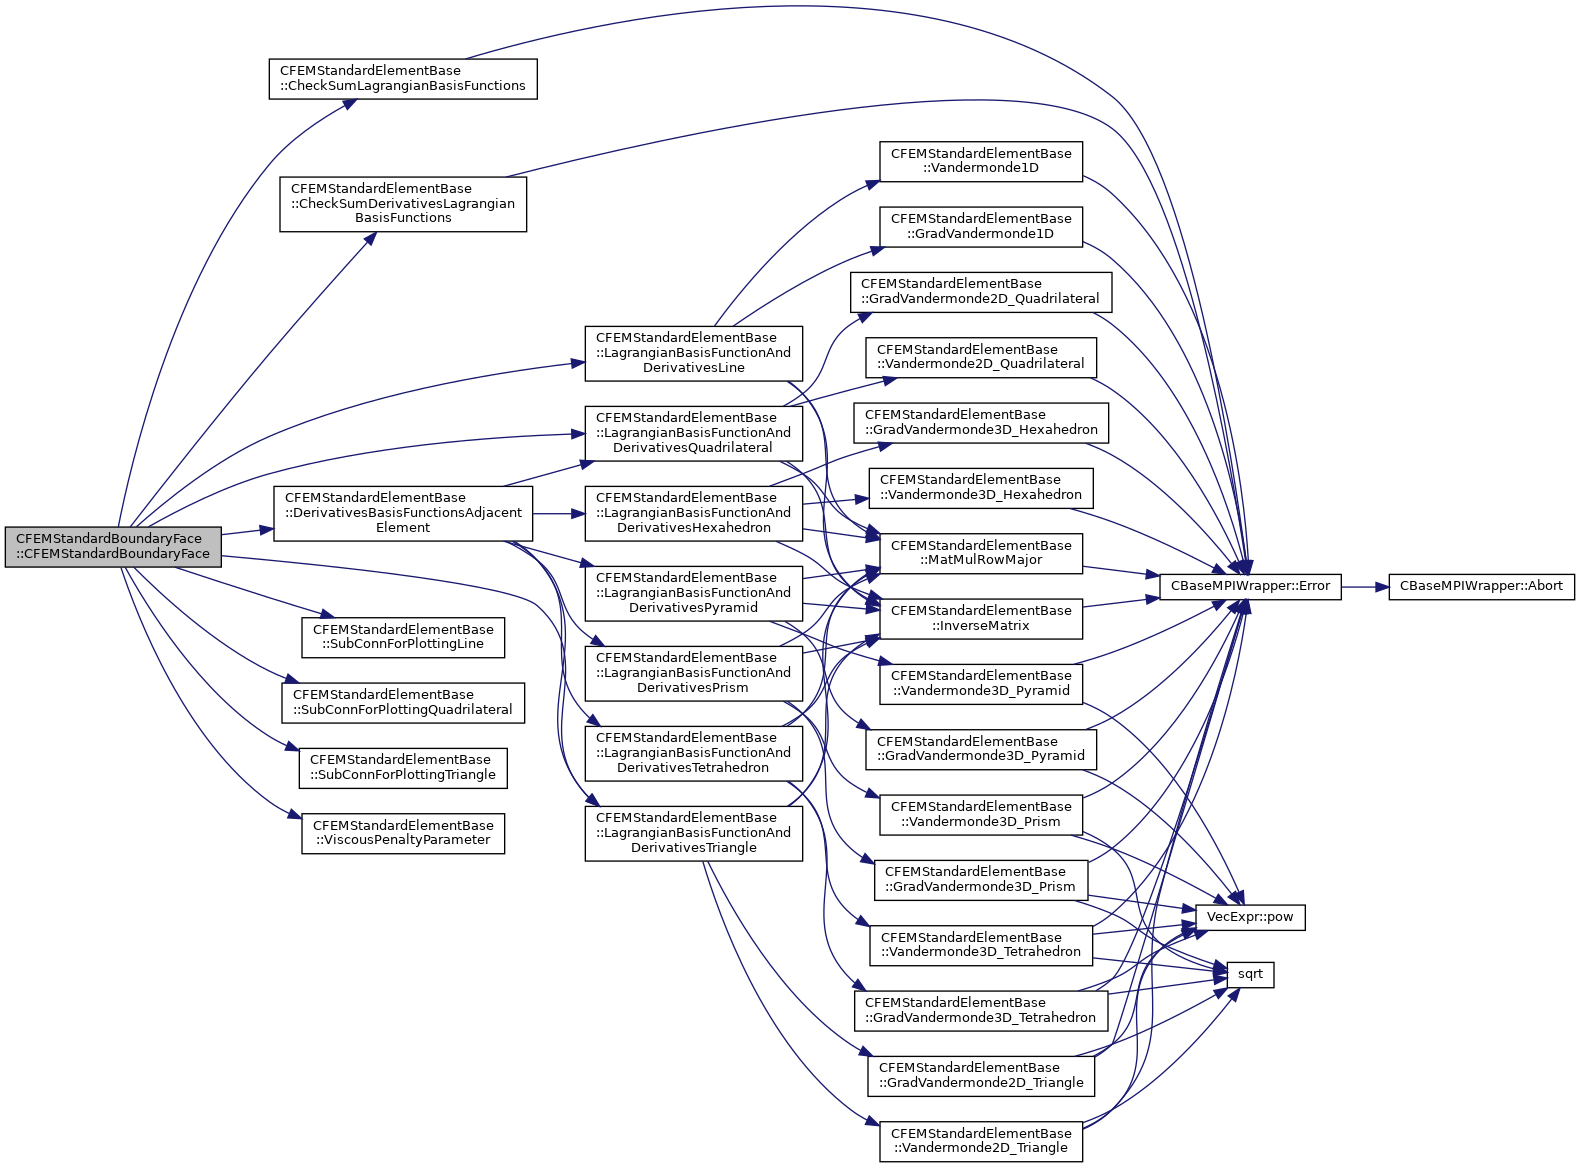 CFEMStandardBoundaryFace
::CFEMStandardBoundaryFace
CFEMStandardElementBase
::CheckSumLagrangianBasisFunctions
CFEMStandardElementBase
::CheckSumDerivativesLagrangian
BasisFunctions
CFEMStandardElementBase
::DerivativesBasisFunctionsAdjacent
Element
CFEMStandardElementBase
::SubConnForPlottingLine
CFEMStandardElementBase
::SubConnForPlottingQuadrilateral
CFEMStandardElementBase
::SubConnForPlottingTriangle
CFEMStandardElementBase
::ViscousPenaltyParameter
CFEMStandardElementBase
::LagrangianBasisFunctionAnd
DerivativesLine
CFEMStandardElementBase
::LagrangianBasisFunctionAnd
DerivativesQuadrilateral
CFEMStandardElementBase
::LagrangianBasisFunctionAnd
DerivativesHexahedron
CFEMStandardElementBase
::LagrangianBasisFunctionAnd
DerivativesPyramid
CFEMStandardElementBase
::LagrangianBasisFunctionAnd
DerivativesPrism
CFEMStandardElementBase
::LagrangianBasisFunctionAnd
DerivativesTetrahedron
CFEMStandardElementBase
::LagrangianBasisFunctionAnd
DerivativesTriangle
CFEMStandardElementBase
::Vandermonde1D
CFEMStandardElementBase
::GradVandermonde1D
CFEMStandardElementBase
::GradVandermonde2D_Quadrilateral
CFEMStandardElementBase
::Vandermonde2D_Quadrilateral
CFEMStandardElementBase
::GradVandermonde3D_Hexahedron
CFEMStandardElementBase
::Vandermonde3D_Hexahedron
CFEMStandardElementBase
::MatMulRowMajor
CFEMStandardElementBase
::InverseMatrix
CFEMStandardElementBase
::Vandermonde3D_Pyramid
CFEMStandardElementBase
::GradVandermonde3D_Pyramid
CFEMStandardElementBase
::Vandermonde3D_Prism
CFEMStandardElementBase
::GradVandermonde3D_Prism
CFEMStandardElementBase
::Vandermonde3D_Tetrahedron
CFEMStandardElementBase
::GradVandermonde3D_Tetrahedron
CFEMStandardElementBase
::GradVandermonde2D_Triangle
CFEMStandardElementBase
::Vandermonde2D_Triangle
CBaseMPIWrapper::Error
VecExpr::pow
sqrt
CBaseMPIWrapper::Abort